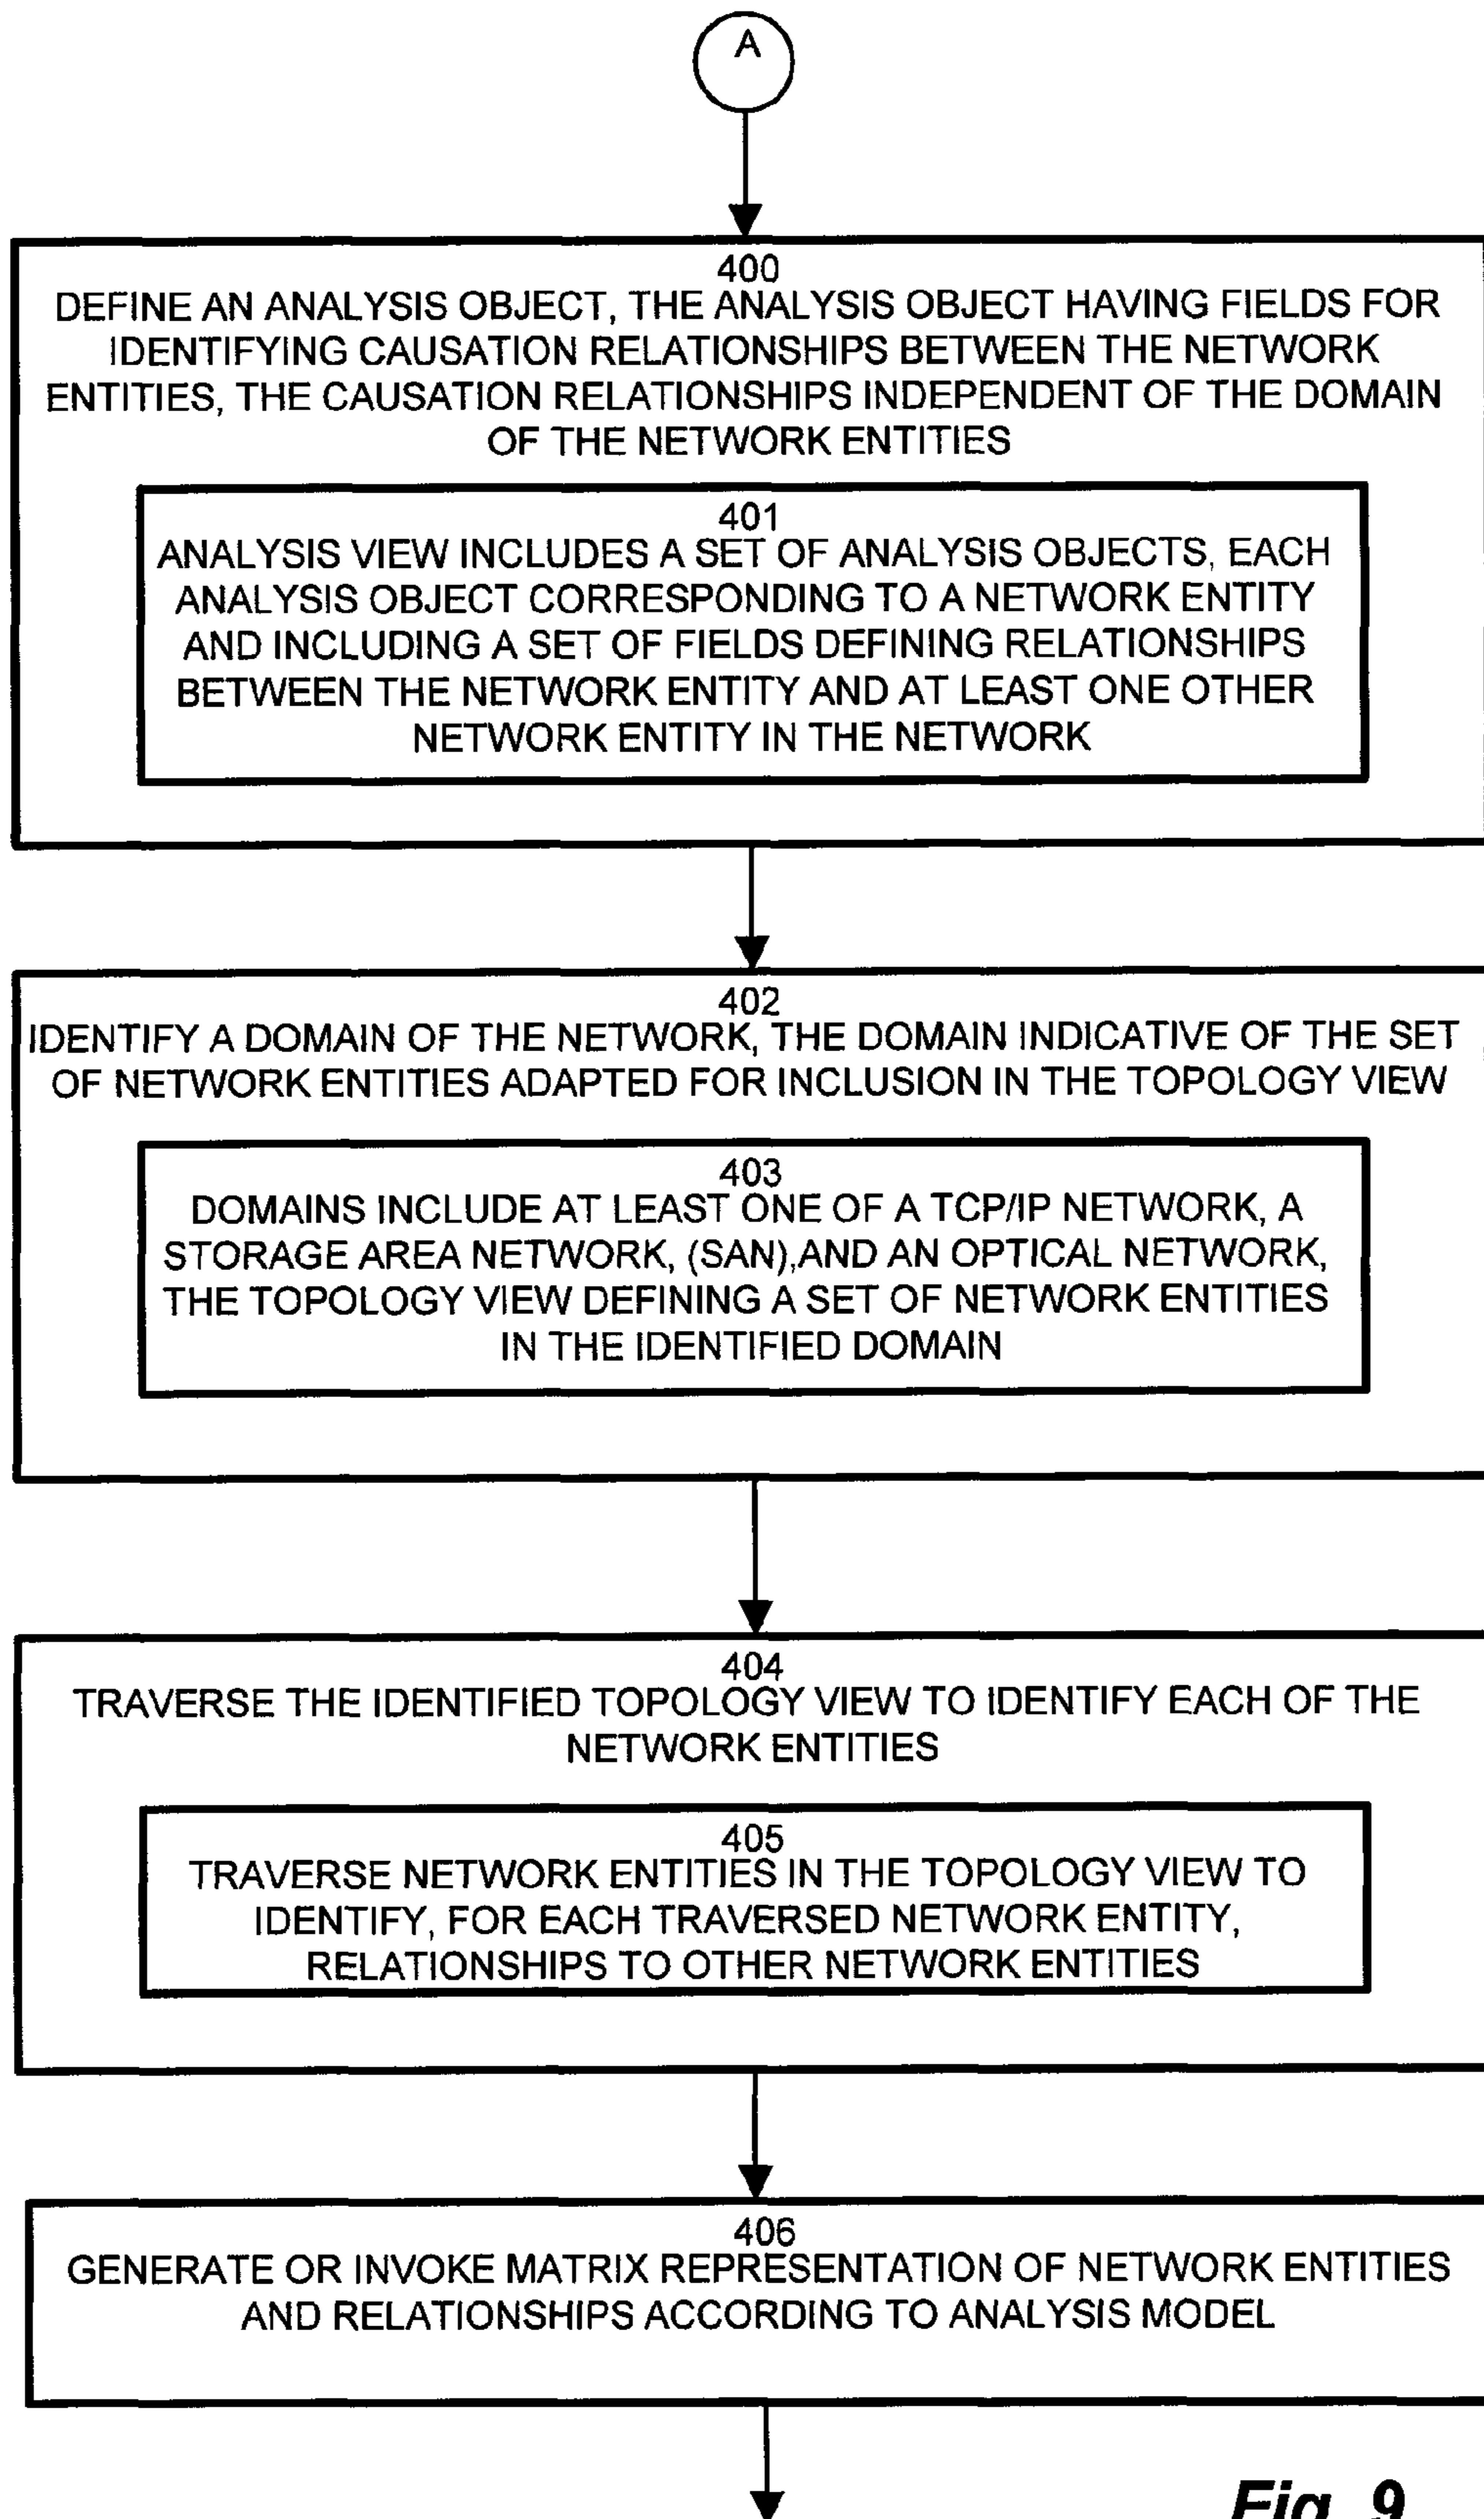 A
400
DEFINE AN ANALYSIS OBJECT, THE ANALYSIS OBJECT HAVING FIELDS FOR
IDENTIFYING CAUSATION RELATIONSHIPS BETWEEN THE NETWORK
ENTITIES, THE CAUSATION RELATIONSHIPS INDEPENDENT OF THE DOMAIN
OF THE NETWORK ENTITIES
401
ANALYSIS VIEW INCLUDES A SET OF ANALYSIS OBJECTS, EACH
ANALYSIS OBJECT CORRESPONDING TO A NETWORK ENTITY
AND INCLUDING A SET OF FIELDS DEFINING RELATIONSHIPS
BETWEEN THE NETWORK ENTITY AND AT LEAST ONE OTHER
NETWORK ENTITY IN THE NETWORK
402
IDENTIFY A DOMAIN OF THE NETWORK, THE DOMAIN INDICATIVE OF THE SET
OF NETWORK ENTITIES ADAPTED FOR INCLUSION IN THE TOPOLOGY VIEW
403
DOMAINS INCLUDE AT LEAST ONE OF A TCP/IP NETWORK, A
STORAGE AREA NETWORK, (SAN),AND AN OPTICAL NETWORK,
THE TOPOLOGY VIEW DEFINING A SET OF NETWORK ENTITIES
IN THE IDENTIFIED DOMAIN
404
TRAVERSE THE IDENTIFIED TOPOLOGY VIEW TO IDENTIFY EACH OF THE
NETWORK ENTITIES
405
TRAVERSE NETWORK ENTITIES IN THE TOPOLOGY VIEW TO
IDENTIFY, FOR EACH TRAVERSED NETWORK ENTITY,
RELATIONSHIPS TO OTHER NETWORK ENTITIES
406
GENERATE OR INVOKE MATRIX REPRESENTATION OF NETWORK ENTITIES
AND RELATIONSHIPS ACCORDING TO ANALYSIS MODEL
Fig. 9